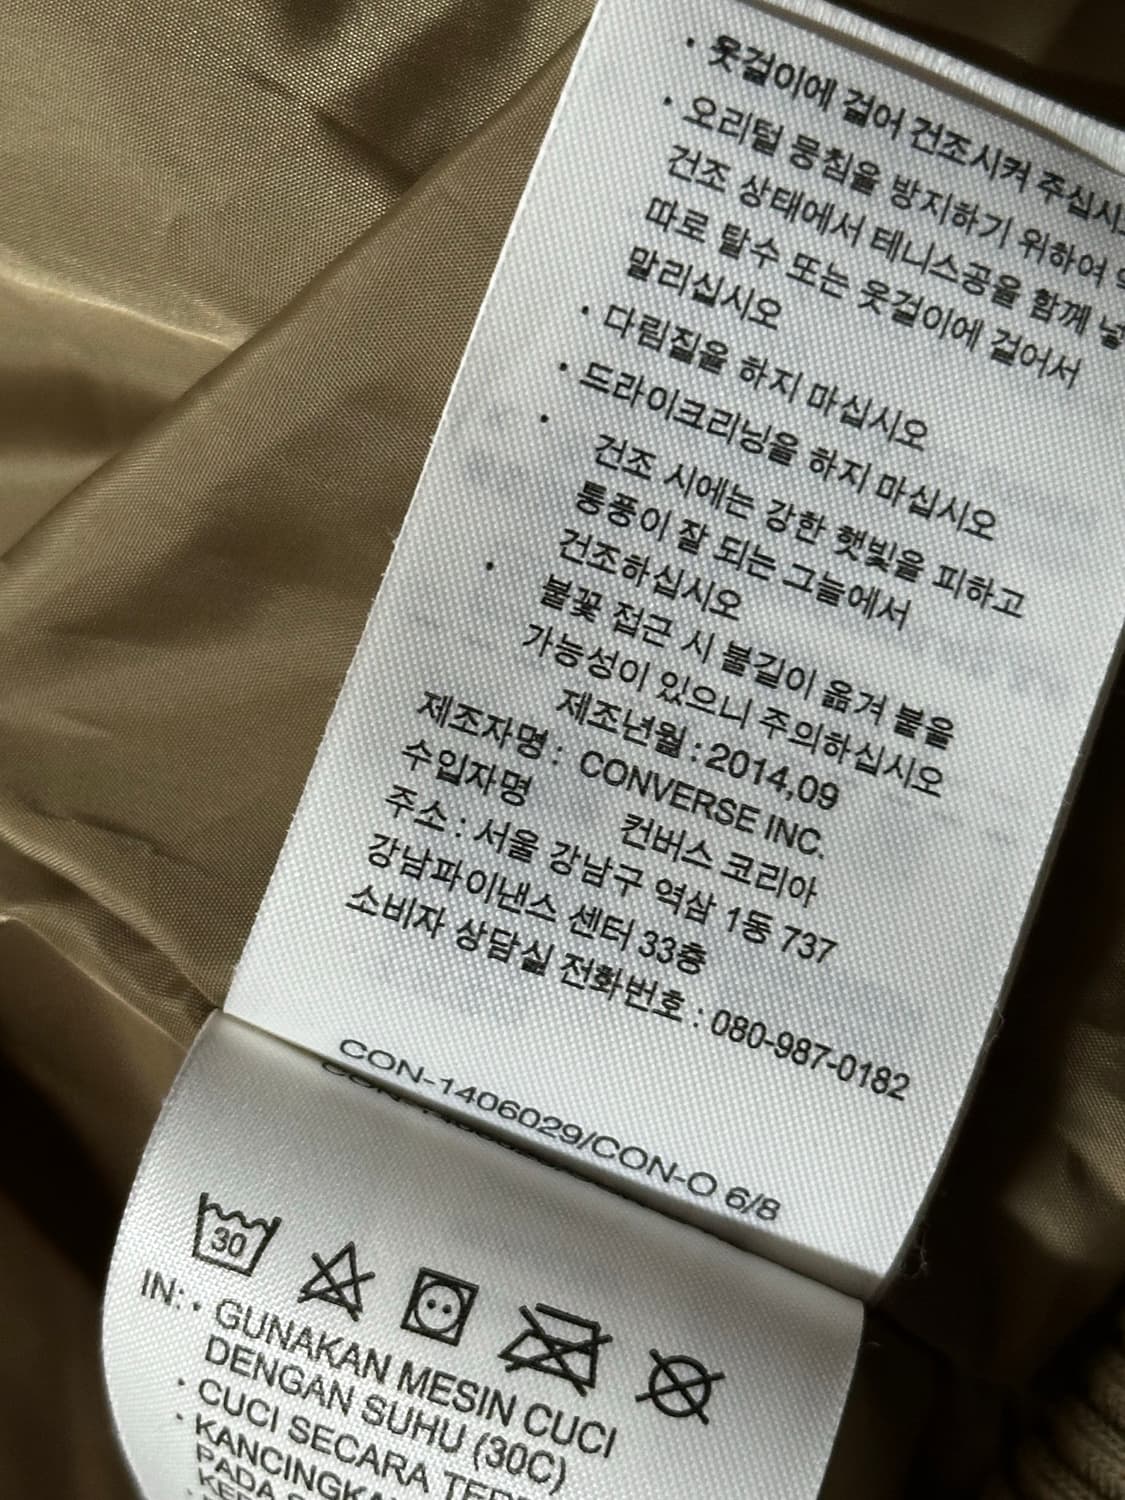 · 옷걸이에 걸어 건조시켜 주십시
· 오리털 뭉침을 방지하기 위하여
건조 상태에서 테니스공을 함께 넣
따로 탈수 또는 옷걸이에 걸어서
말리십시오
· 다림질을 하지 마십시오
· 드라이크리닝을 하지 마십시오
· 건조 시에는 강한 햇빛을 피하고
통풍이 잘 되는 그늘에서
건조하십시오
· 불꽃 접근 시 불길이 옮겨 붙을
가능성이 있으니 주의하십시오
제조년월 : 2014,09
제조자명 : CONVERSE INC.
수입자명 컨버스 코리아
주소 : 서울 강남구 역삼 1동 737
강남파이낸스 센터 33층
소비자 상담실 전화번호 : 080-987-0182
CON-1406029/CON-O 6/8
30
IN: · GUNAKAN MESIN CUCI
DENGAN SUHU (30C)
· CUCI SECARA
· KANCINGKA
PADA